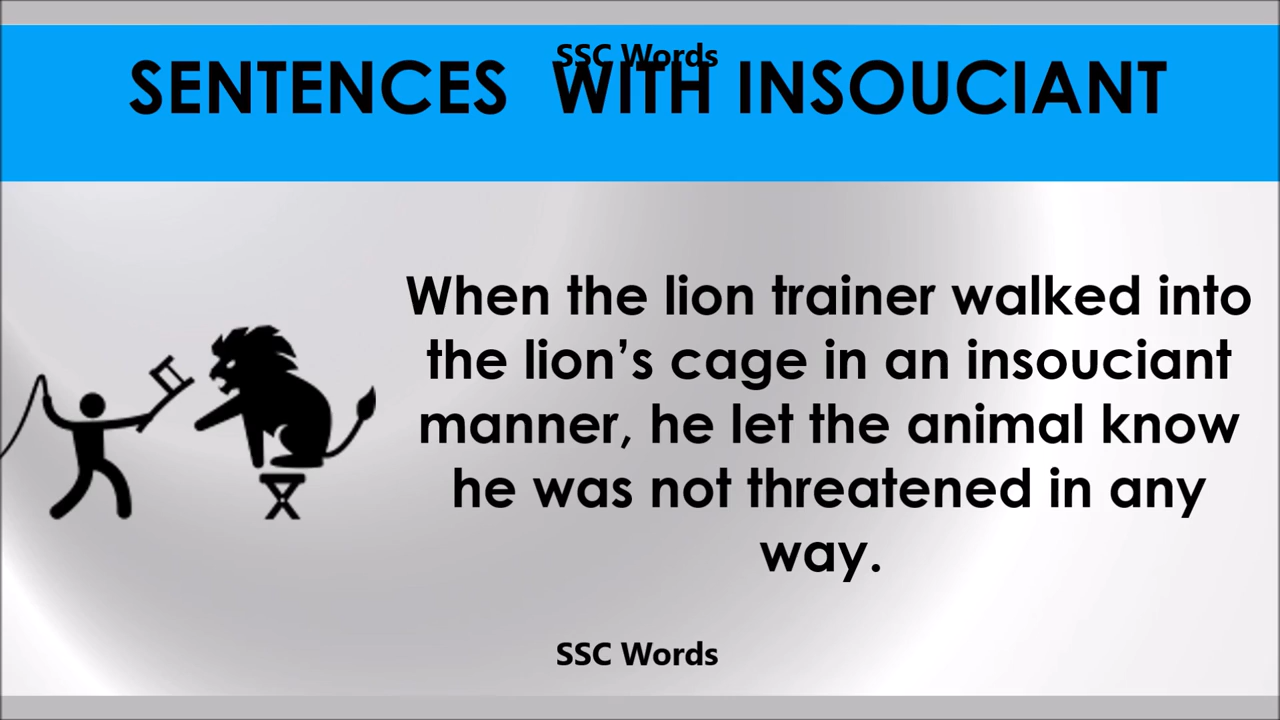 SSC Words
SENTENCES WITH INSOUCIANT
When the lion trainer walked into
the lion's cage in an insouciant
manner, he let the animal know
he was not threatened in any
way.
SSC Words